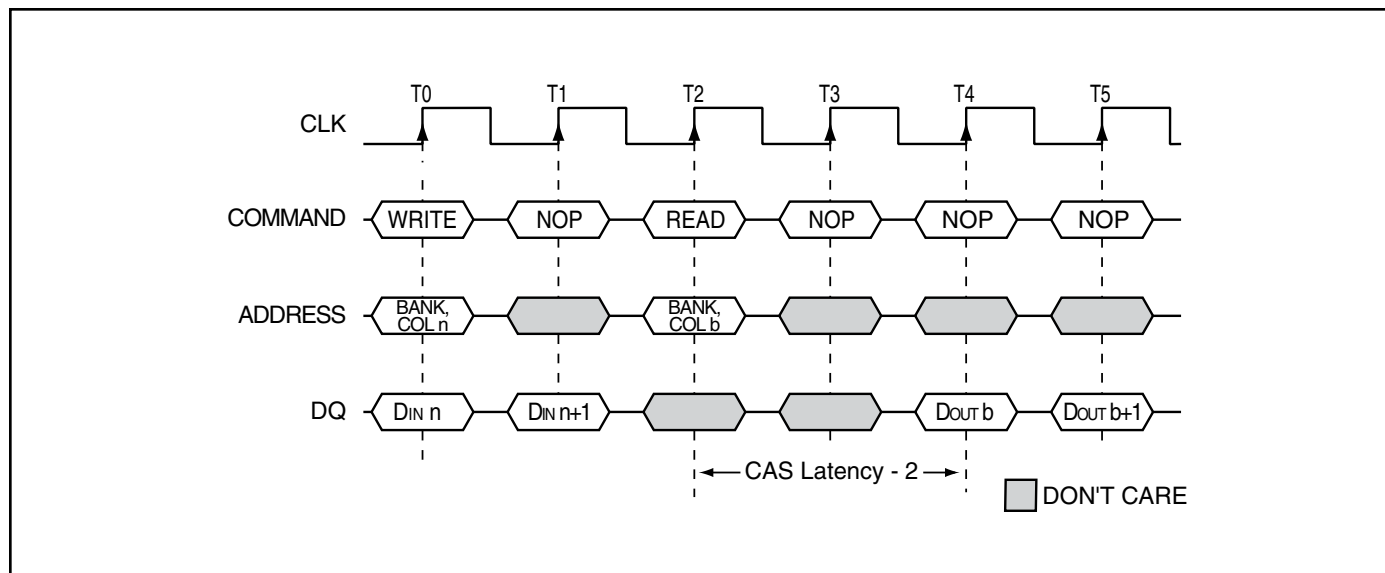 T0 T1 T2 T3 T4 T5
CLK
COMMAND WRITE NOP READ NOP NOP NOP
ADDRESS BANK, COL n BANK, COL b
DQ DIN n DIN n+1 DOUT b DOUT b+1
CAS Latency - 2
DON'T CARE